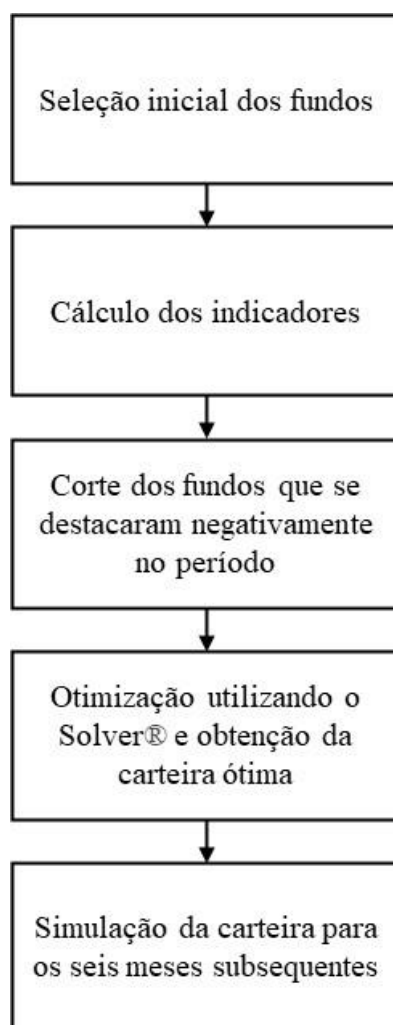 Seleção inicial dos fundos
Cálculo dos indicadores
Corte dos fundos que se
destacaram negativamente
no período
Otimização utilizando o
Solver® e obtenção da
carteira ótima
Simulação da carteira para
os seis meses subsequentes